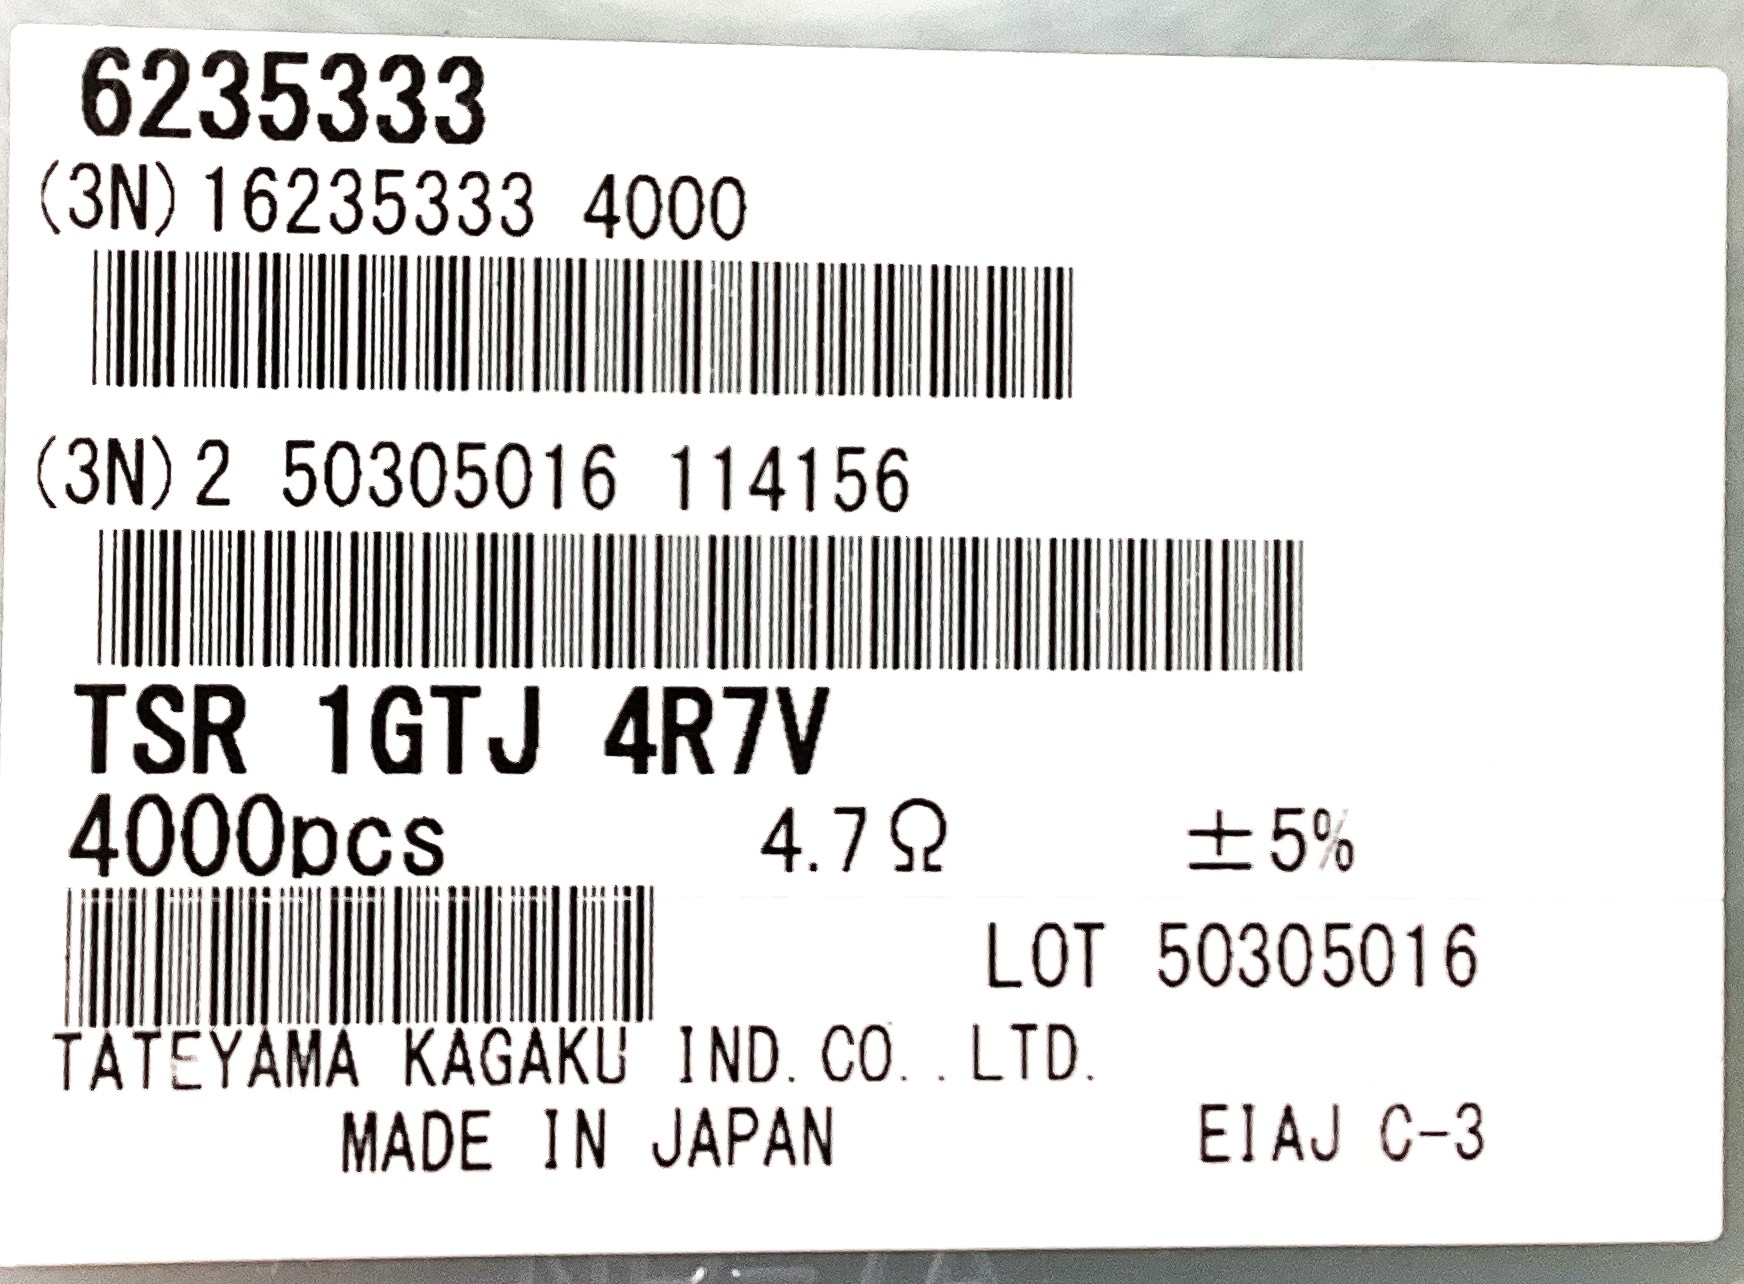 6235333
(3N)16235333 4000
(3N)2 50305016 114156
TSR 1GTJ 4R7V
4000pcs 4.7Ω ±5%
LOT 50305016
TATEYAMA KAGAKU IND.CO.,LTD.
MADE IN JAPAN EIAJ C-3